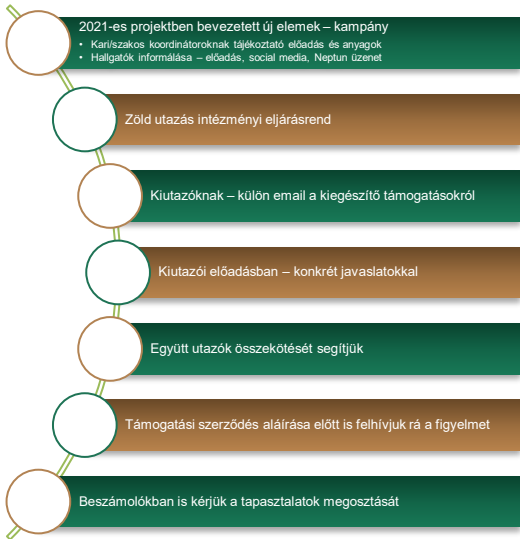 2021-es projektben bevezetett új elemek – kampány
• Kari/szakos koordinátoroknak tájékoztató előadás és anyagok
• Hallgatók informálása – előadás, social media, Neptun üzenet
Zöld utazás intézményi eljárásrend
Kiutazóknak – külön email a kiegészítő támogatásokról
Kiutazói előadásban – konkrét javaslatokkal
Együtt utazók összekötését segítjük
Támogatási szerződés aláírása előtt is felhívjuk rá a figyelmet
Beszámolókban is kérjük a tapasztalatok megosztását